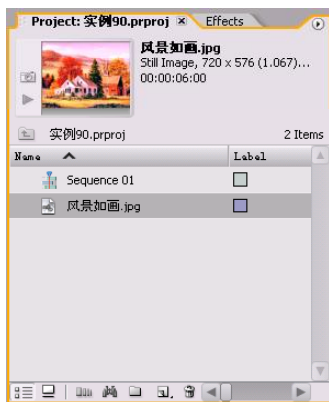 Project: 实例90.prproj × Effects
风景如画.jpg
Still Image, 720 x 576 (1.067)...
00:00:06:00
实例90.prproj 2 Items
Name Label
Sequence 01
风景如画.jpg